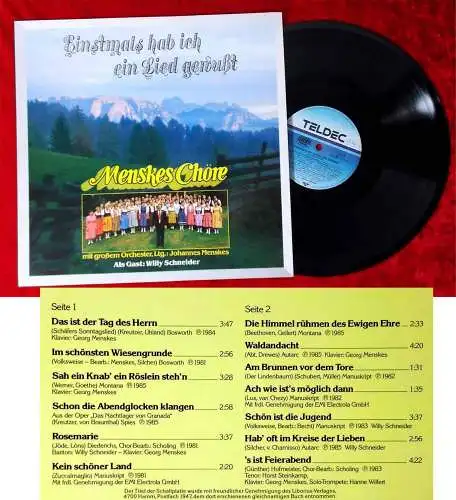 Einstmals hab ich
ein Lied gewußt
Menskes Chöre
mit großem Orchester, Ltg.: Johannes Menskes
Als Gast: Willy Schneider
TELDEC
Seite 1
Das ist der Tag des Herrn 3:47
(Schäfers Sonntagslied) (Kreutzer, Uhland) Bosworth ℗ 1984
Klavier: Georg Menskes
Im schönsten Wiesengrunde 2:56
(Volksweise – Bearb.: Menskes, Silcher) Bosworth ℗ 1981
Sah ein Knab' ein Röslein steh'n 3:28
(Werner, Goethe) Montana ℗ 1985
Klavier: Georg Menskes
Schon die Abendglocken klangen 2:58
Aus der Oper „Das Nachtlager von Granada"
(Kreutzer, von Braunthal) Spies ℗ 1985
Rosemarie 3:29
(Jöde, Löns) Diederichs, Chor-Bearb.: Scholing ℗ 1981
Bariton: Willy Schneider – Klavier: Georg Menskes
Kein schöner Land 2:20
(Zuccalmaglio) Manuskript ℗ 1981
Mit frdl. Genehmigung der EMI Electrola GmbH
Seite 2
Die Himmel rühmen des Ewigen Ehre 2:33
(Beethoven, Gellert) Montana ℗ 1985
Waldandacht 4:20
(Abt, Drewes) Autarc ℗ 1985 Klavier: Georg Menskes
Am Brunnen vor dem Tore 4:31
(Der Lindenbaum) (Schubert, Müller) Manuskript ℗ 1982
Ach wie ist's möglich dann 1:35
(Lux, von Chezy) Manuskript ℗ 1982
Mit frdl. Genehmigung der EMI Electrola GmbH
Schön ist die Jugend 2:51
(Volksweise, Bearb.: Becht) Manuskript ℗ 1983 Willy Schneider
Hab' oft im Kreise der Lieben 2:56
(Silcher, v. Chamisso) Autarc ℗ 1985
Tenor: Horst Steinkamp,
's ist Feierabend 4:22
(Günther) Hofmeister, Chor-Bearb.: Scholing ℗ 1983
Klavier: Georg Menskes, Solo-Trompete: Hanne Wilfert
Der Titel der Schallplatte wurde mit freundlicher Genehmigung des Libonius Verlages,